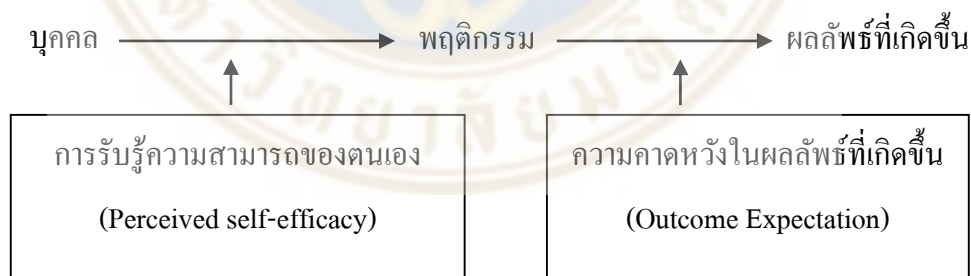 บุคคล พฤติกรรม ผลลัพธ์ที่เกิดขึ้น
การรับรู้ความสามารถของตนเอง
(Perceived self-efficacy)
ความคาดหวังในผลลัพธ์ที่เกิดขึ้น
(Outcome Expectation)